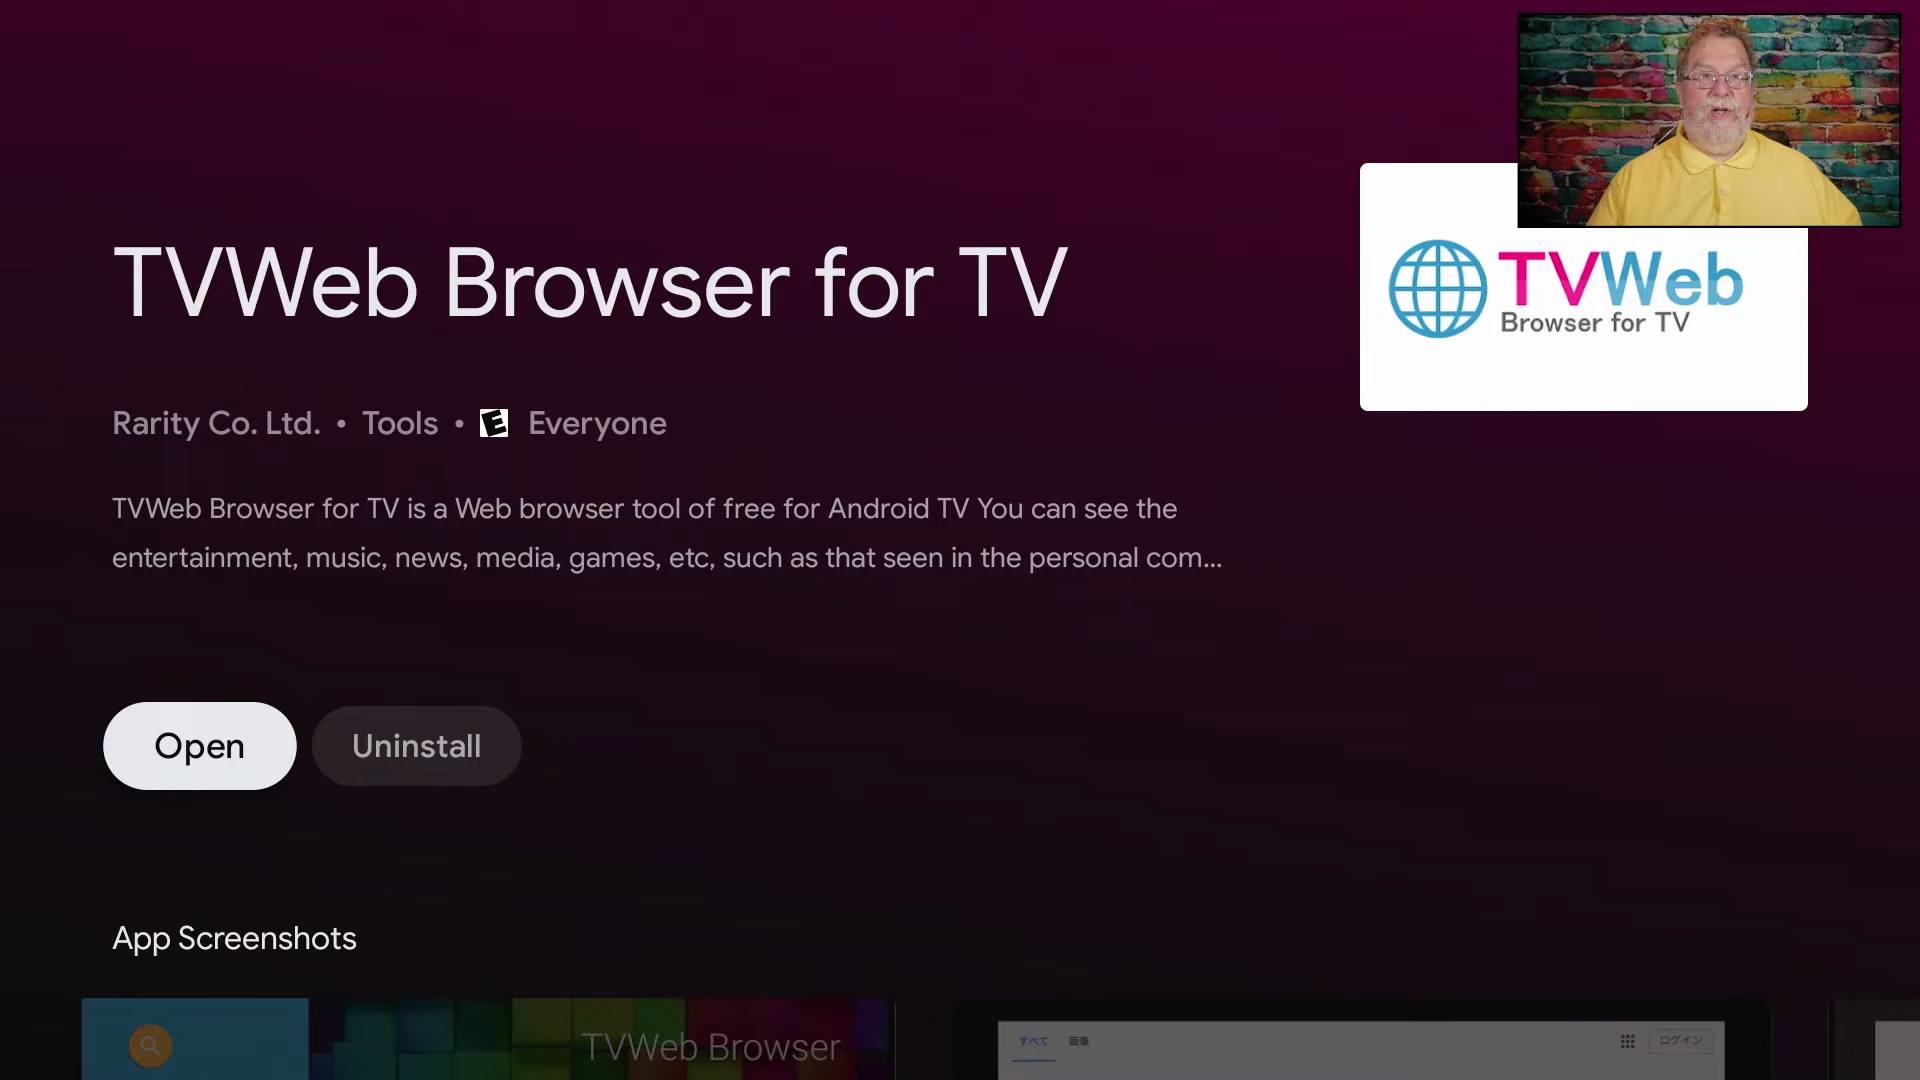 TVWeb Browser for TV
TVWeb
Browser for TV
Rarity Co. Ltd. • Tools • E Everyone
TVWeb Browser for TV is a Web browser tool of free for Android TV You can see the
entertainment, music, news, media, games, etc, such as that seen in the personal com...
Open
Uninstall
App Screenshots
TVWeb Browser
すべて 画像
ログイン